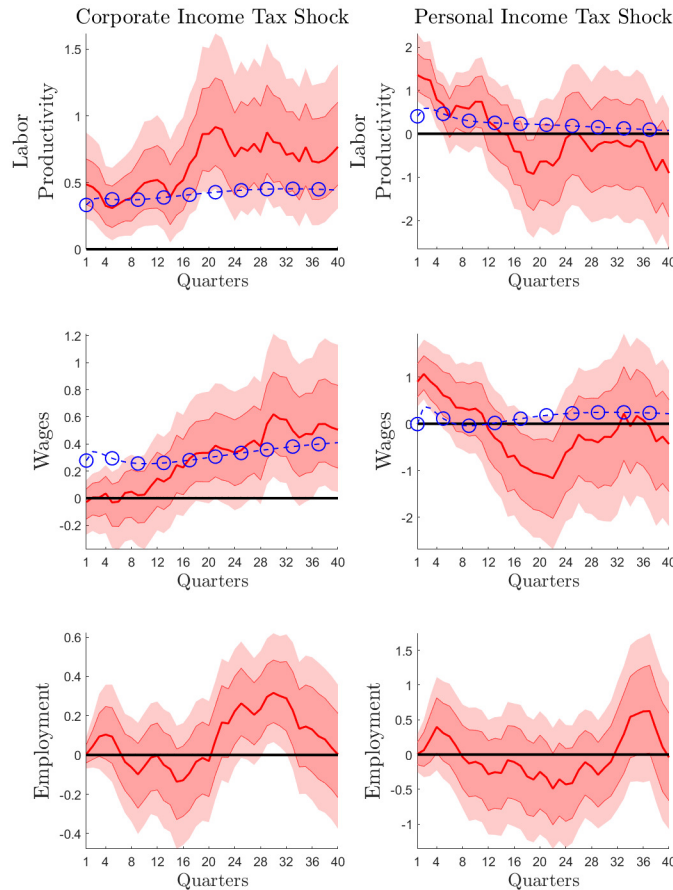 Corporate Income Tax Shock
Personal Income Tax Shock
Labor
Productivity
1.5
1
0.5
0
1 4 8 12 16 20 24 28 32 36 40
Quarters
Labor
Productivity
2
1
0
-1
-2
1 4 8 12 16 20 24 28 32 36 40
Quarters
Wages
1.2
1
0.8
0.6
0.4
0.2
0
-0.2
1 4 8 12 16 20 24 28 32 36 40
Quarters
Wages
1
0
-1
-2
1 4 8 12 16 20 24 28 32 36 40
Quarters
Employment
0.6
0.4
0.2
0
-0.2
-0.4
1 4 8 12 16 20 24 28 32 36 40
Quarters
Employment
1.5
1
0.5
0
-0.5
-1
1 4 8 12 16 20 24 28 32 36 40
Quarters